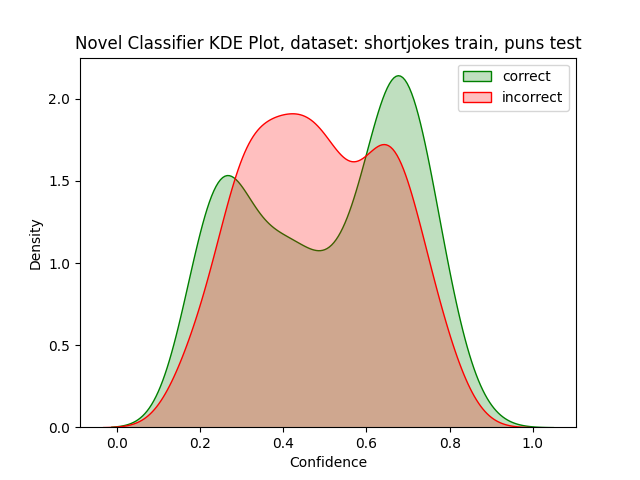 Novel Classifier KDE Plot, dataset: shortjokes train, puns test
correct
incorrect
2.0
1.5
1.0
0.5
0.0
Density
0.0 0.2 0.4 0.6 0.8 1.0
Confidence